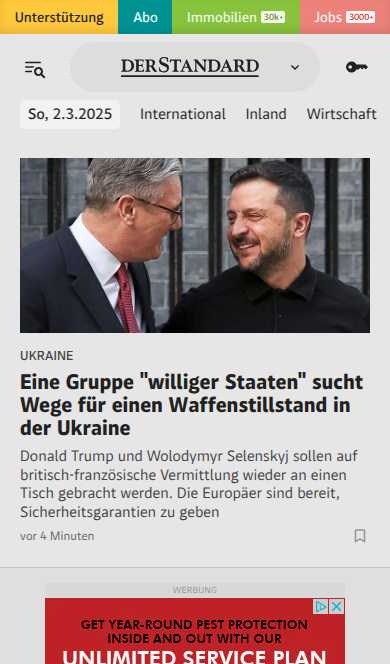 Unterstützung Abo Immobilien 30k+ Jobs 3000+
DERSTANDARD
So, 2.3.2025 International Inland Wirtschaft
UKRAINE
Eine Gruppe "williger Staaten" sucht
Wege für einen Waffenstillstand in
der Ukraine
Donald Trump und Wolodymyr Selenskyj sollen auf
britisch-französische Vermittlung wieder an einen
Tisch gebracht werden. Die Europäer sind bereit,
Sicherheitsgarantien zu geben
vor 4 Minuten
WERBUNG
GET YEAR-ROUND PEST PROTECTION
INSIDE AND OUT WITH OUR
UNLIMITED SERVICE PLAN